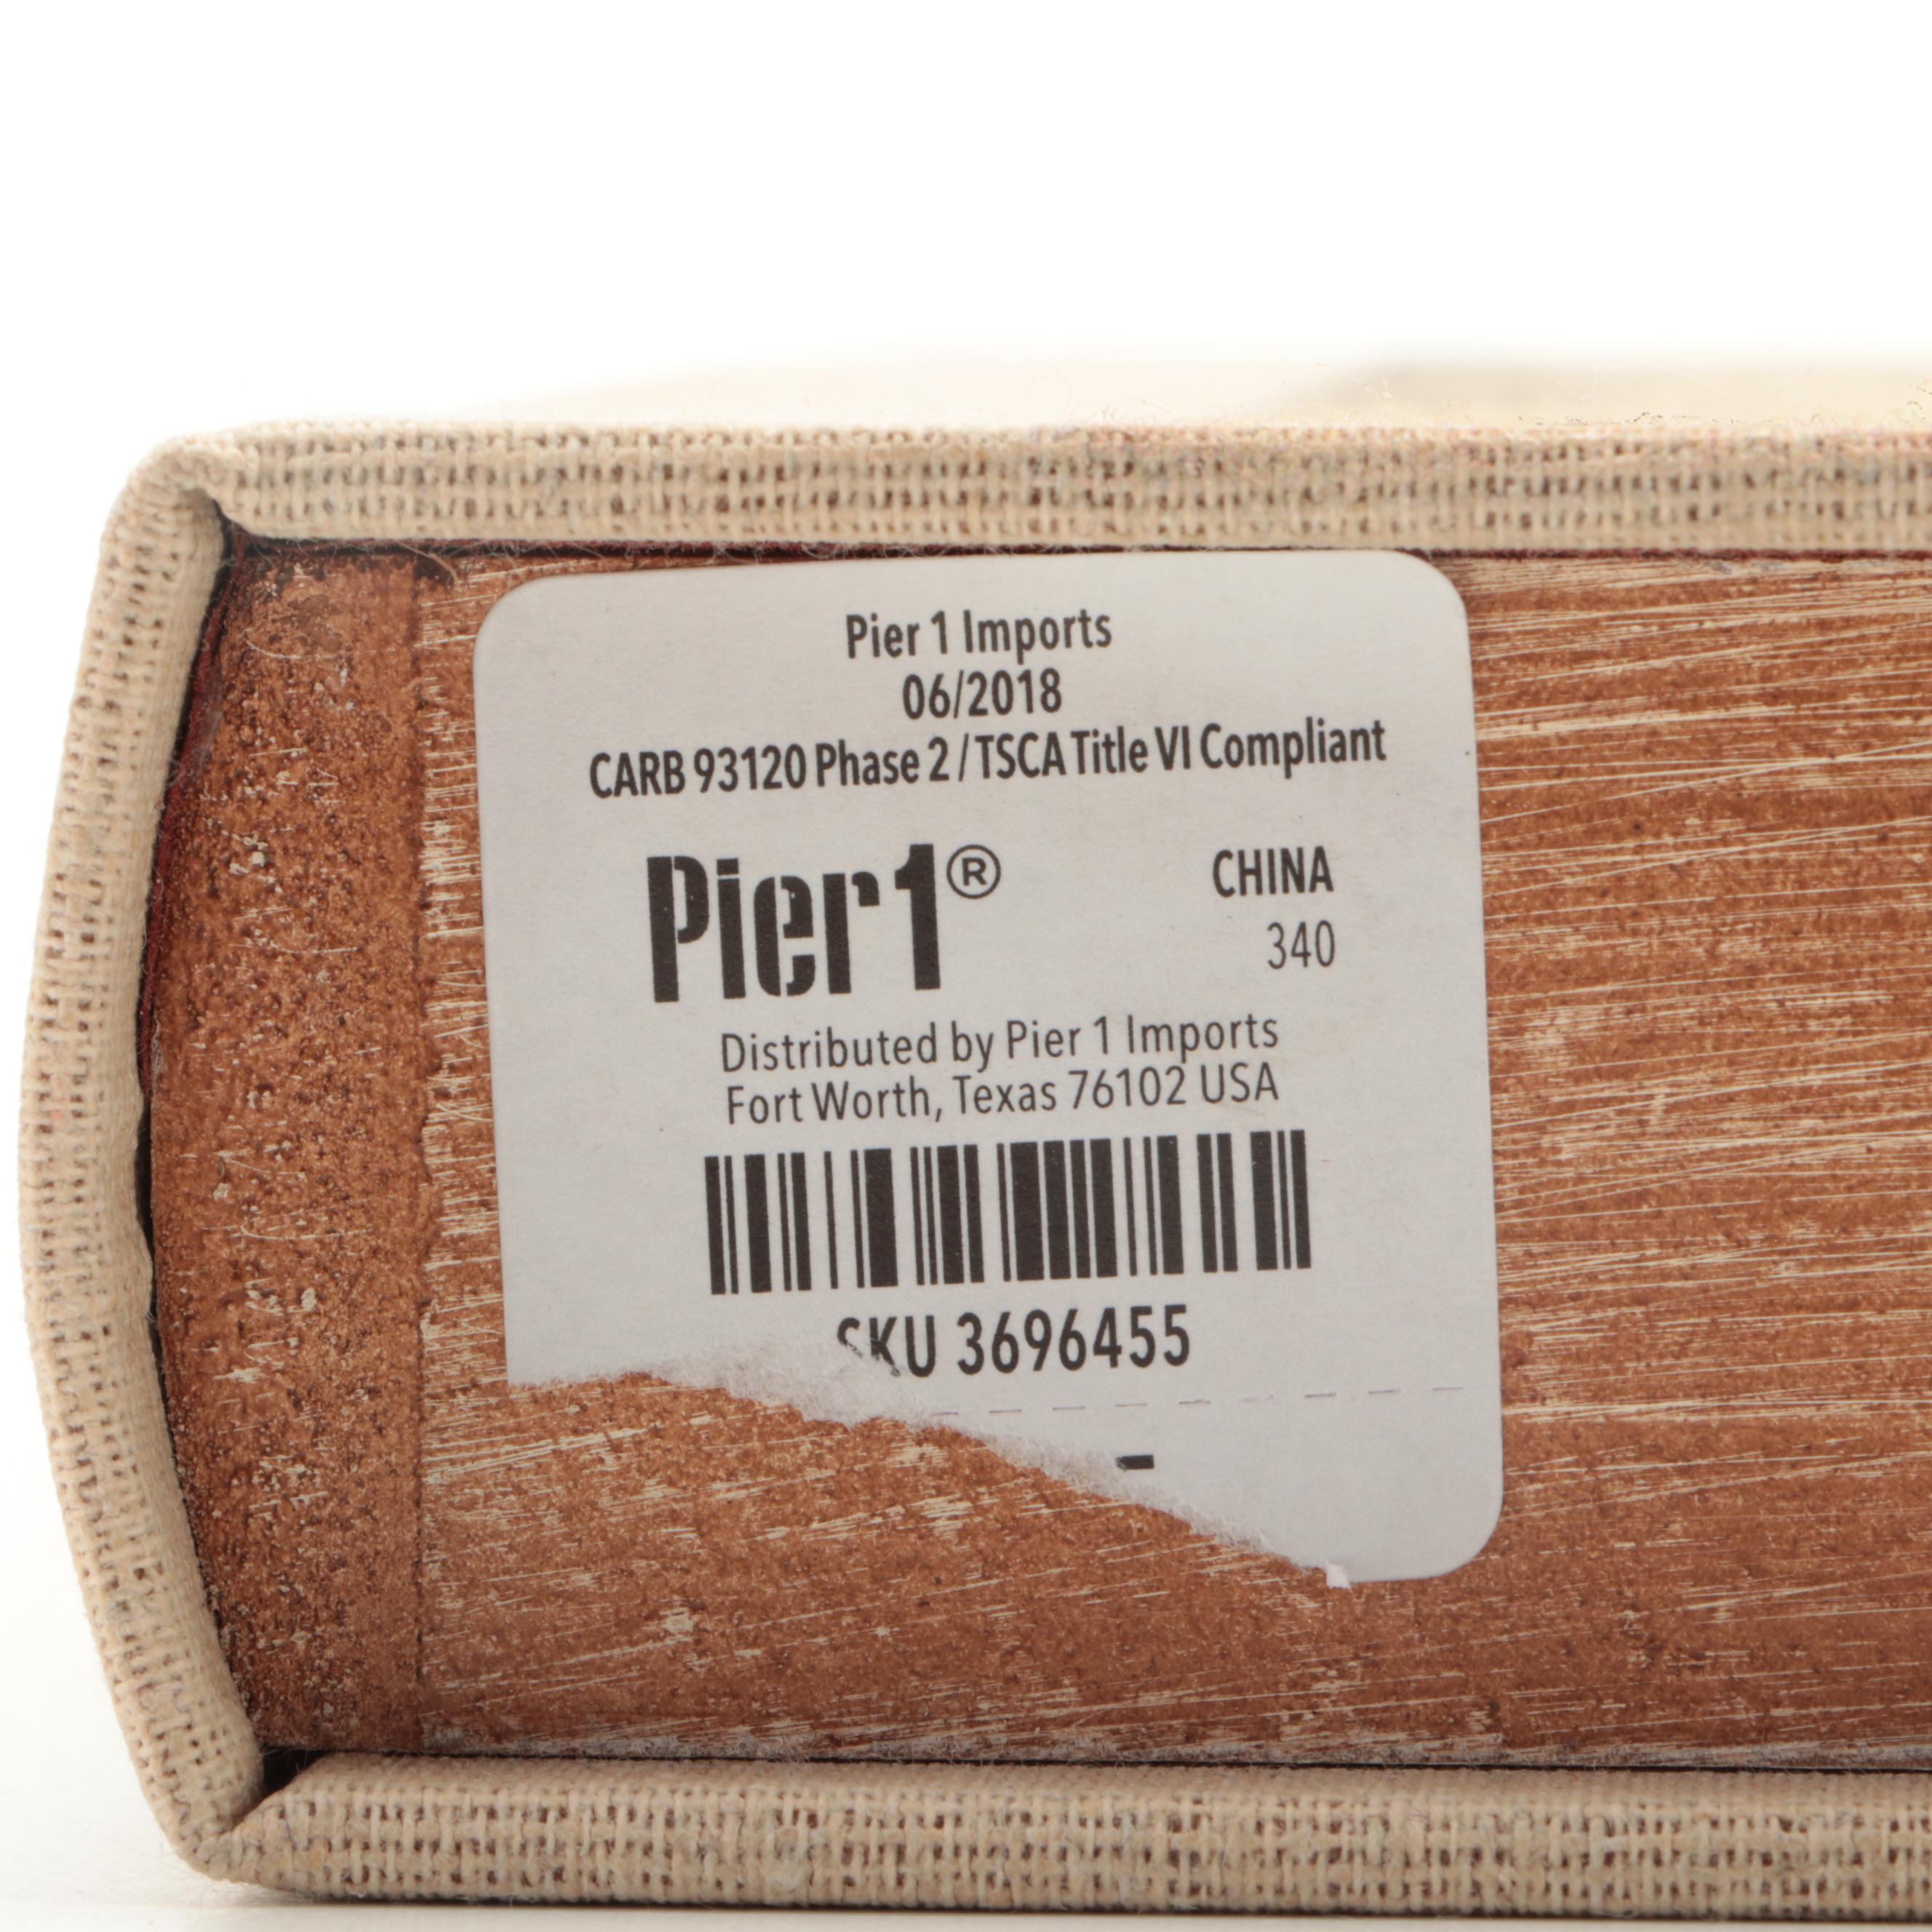 Pier 1 Imports
06/2018
CARB 93120 Phase 2 / TSCA Title VI Compliant
Pier1® CHINA
340
Distributed by Pier 1 Imports
Fort Worth, Texas 76102 USA
SKU 3696455